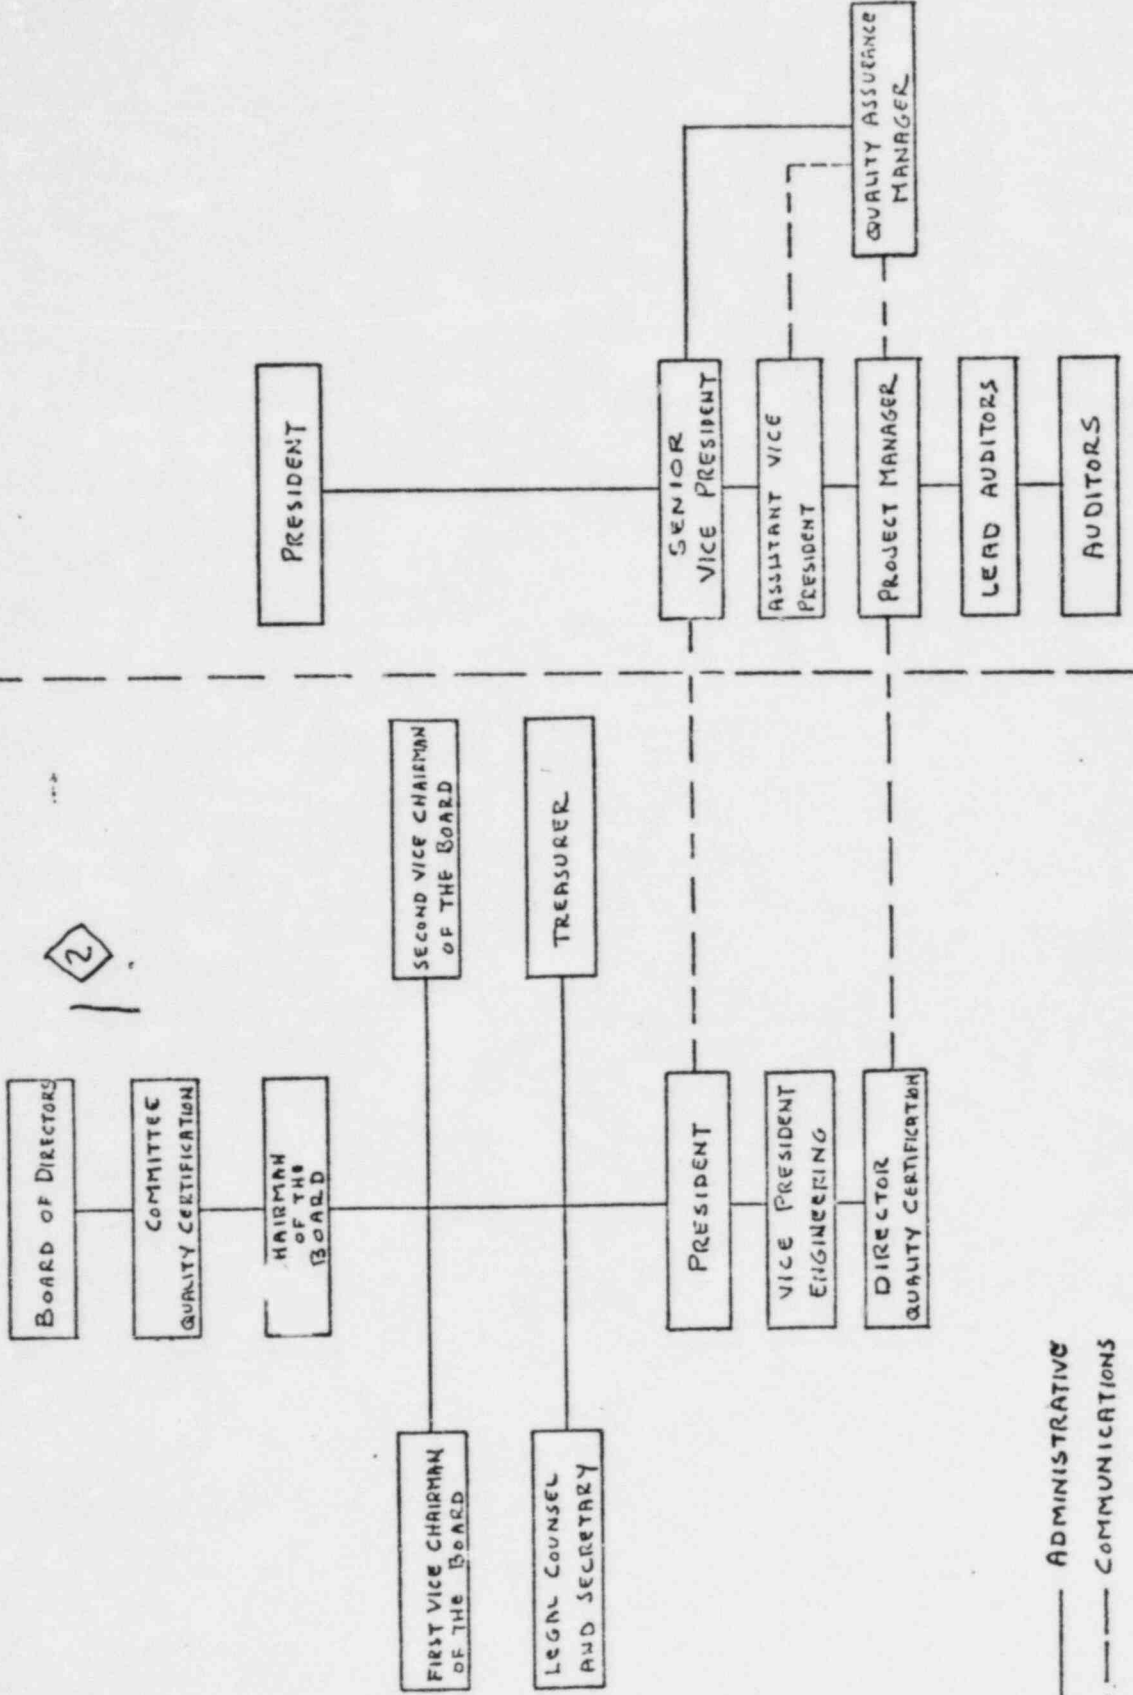 BOARD OF DIRECTORS
2
COMMITTEE
QUALITY CERTIFICATION
HAIRMAN
OF THE
BOARD
FIRST VICE CHAIRMAN
OF THE BOARD
SECOND VICE CHAIRMAN
OF THE BOARD
LEGAL COUNSEL
AND SECRETARY
TREASURER
PRESIDENT
VICE PRESIDENT
ENGINEERING
DIRECTOR
QUALITY CERTIFICATION
ADMINISTRATIVE
COMMUNICATIONS
PRESIDENT
SENIOR
VICE PRESIDENT
ASSISTANT VICE
PRESIDENT
PROJECT MANAGER
LEAD AUDITORS
AUDITORS
QUALITY ASSURANCE
MANAGER